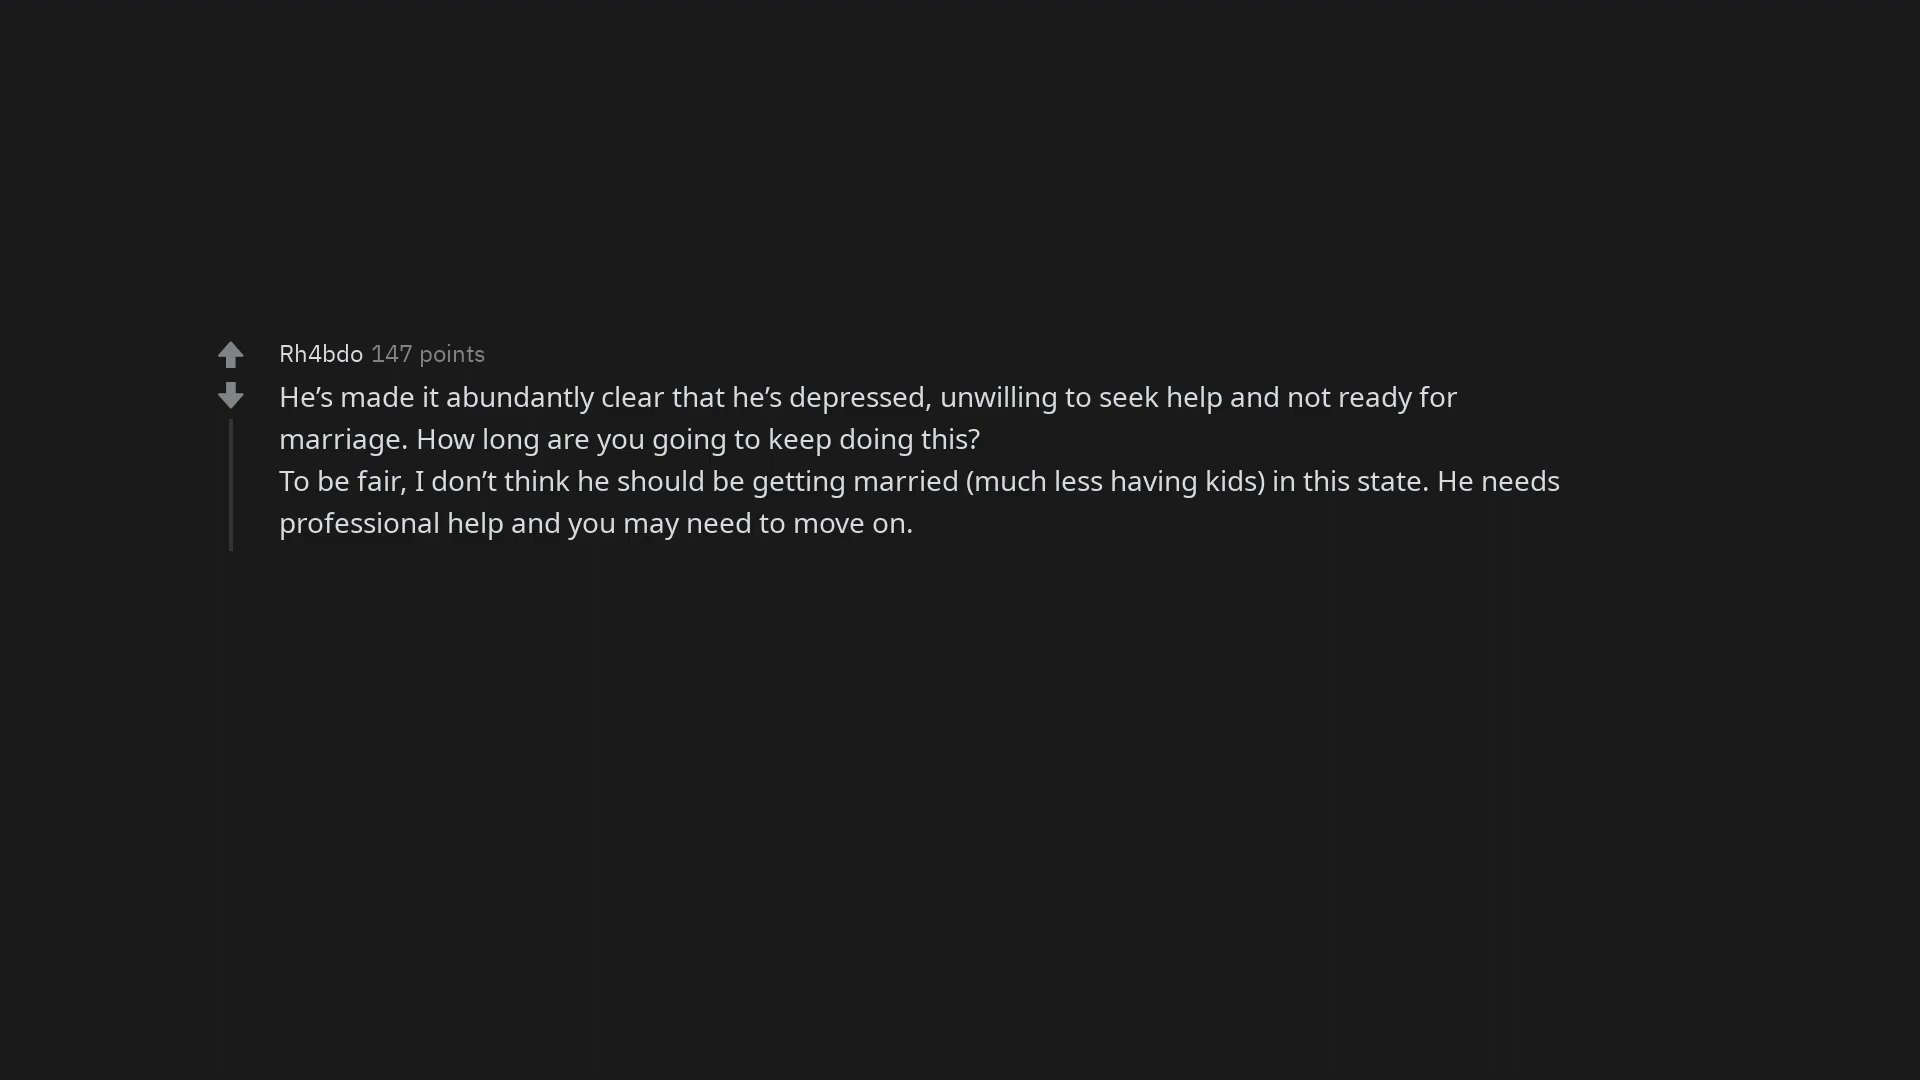 Rh4bdo 147 points
He’s made it abundantly clear that he’s depressed, unwilling to seek help and not ready for
marriage. How long are you going to keep doing this?
To be fair, I don’t think he should be getting married (much less having kids) in this state. He needs
professional help and you may need to move on.